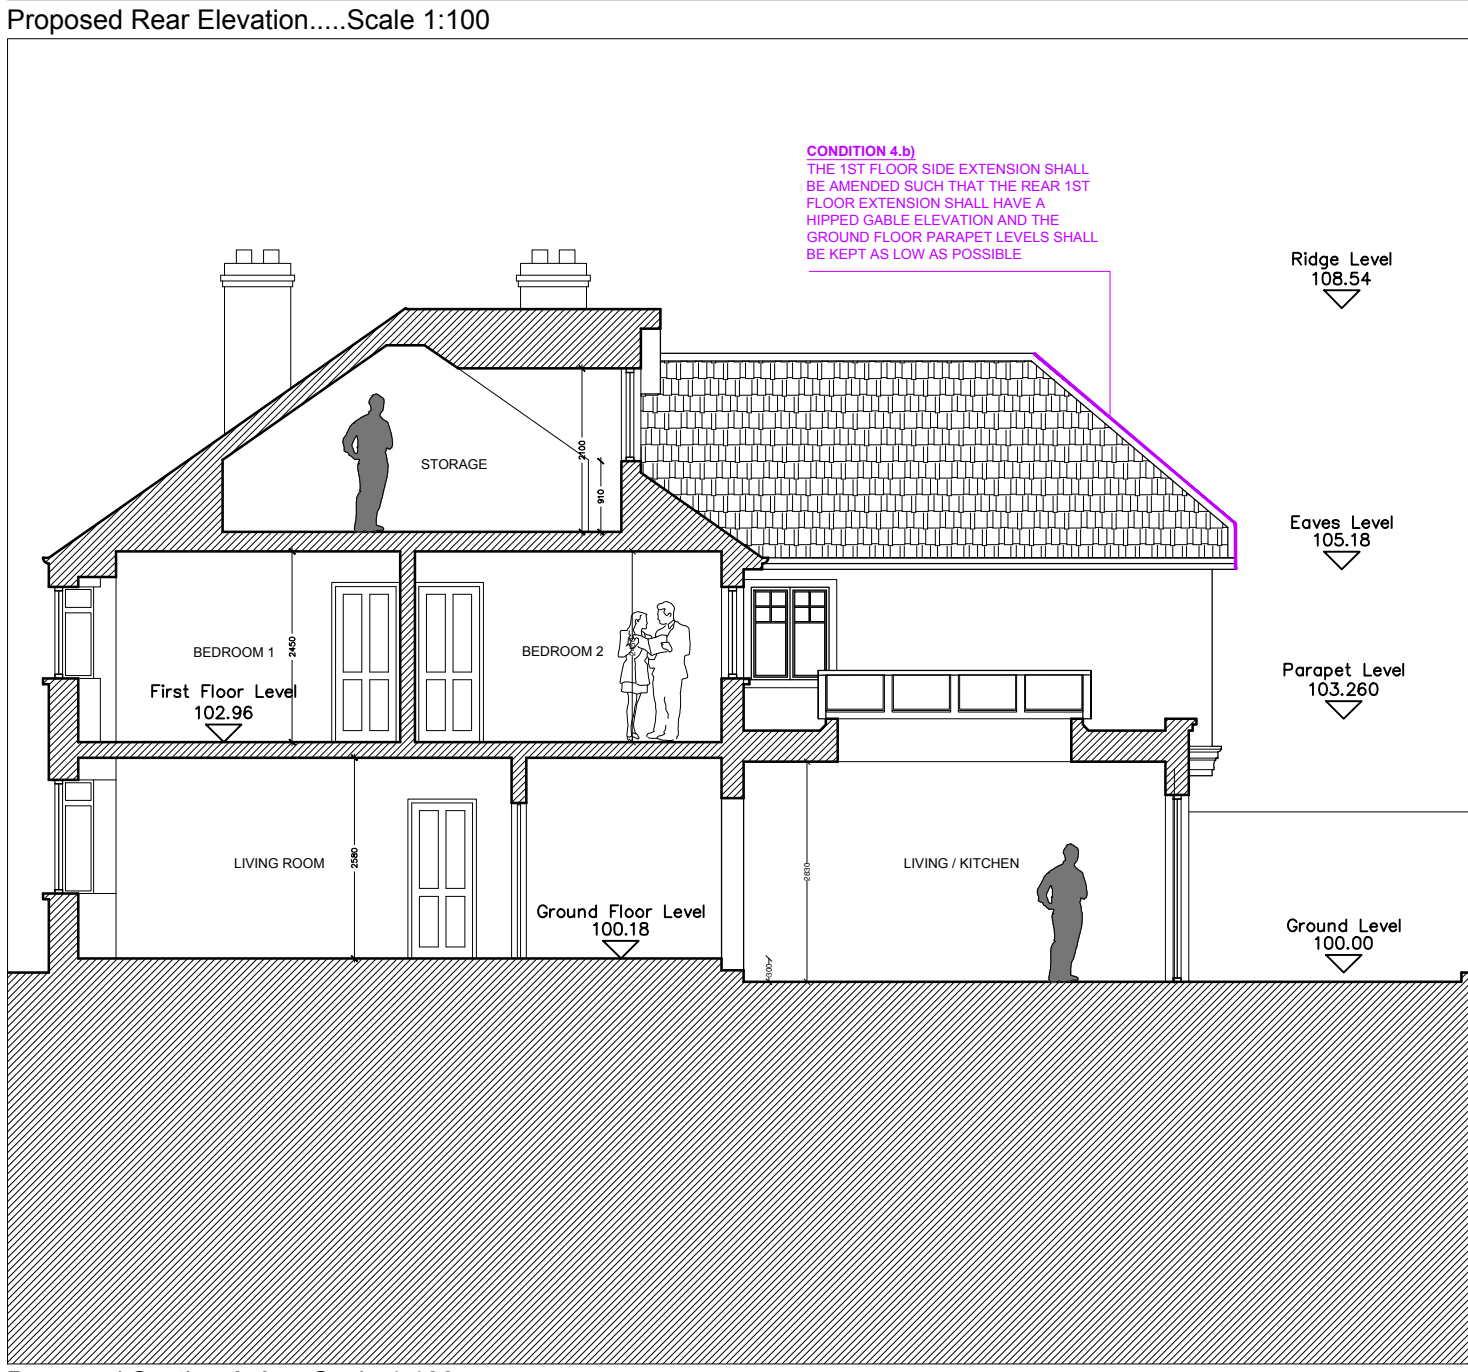 Proposed Rear Elevation.....Scale 1:100
CONDITION 4.b)
THE 1ST FLOOR SIDE EXTENSION SHALL
BE AMENDED SUCH THAT THE REAR 1ST
FLOOR EXTENSION SHALL HAVE A
HIPPED GABLE ELEVATION AND THE
GROUND FLOOR PARAPET LEVELS SHALL
BE KEPT AS LOW AS POSSIBLE
Ridge Level
108.54
STORAGE
2100
910
Eaves Level
105.18
BEDROOM 1
2450
BEDROOM 2
First Floor Level
102.96
Parapet Level
103.260
LIVING ROOM
2580
LIVING / KITCHEN
2830
Ground Floor Level
100.18
300
Ground Level
100.00